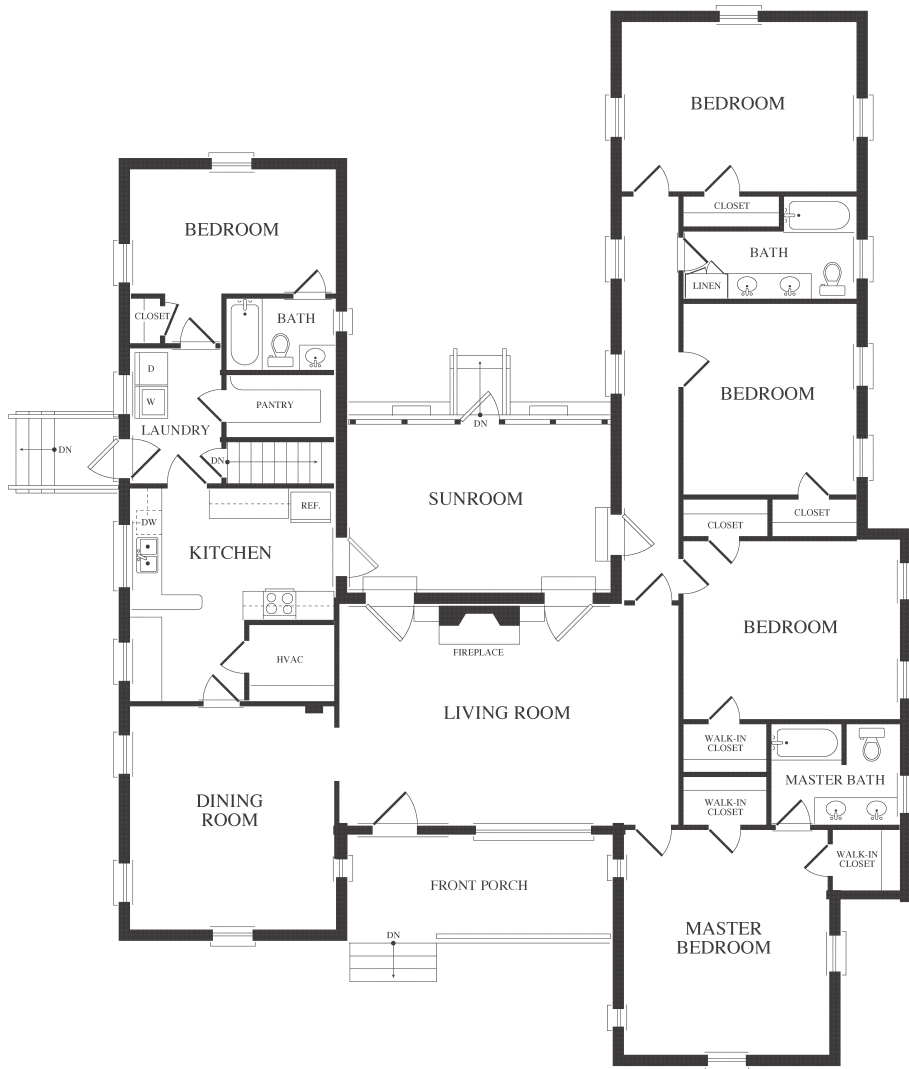 BEDROOM
CLOSET
BATH
LINEN
BEDROOM
CLOSET
BATH
D
W
LAUNDRY
PANTRY
DN
DN
DN
BEDROOM
SUNROOM
CLOSET
CLOSET
REF.
DW
KITCHEN
HVAC
FIREPLACE
BEDROOM
LIVING ROOM
WALK-IN
CLOSET
MASTER BATH
WALK-IN
CLOSET
DINING
ROOM
FRONT PORCH
WALK-IN
CLOSET
DN
MASTER
BEDROOM